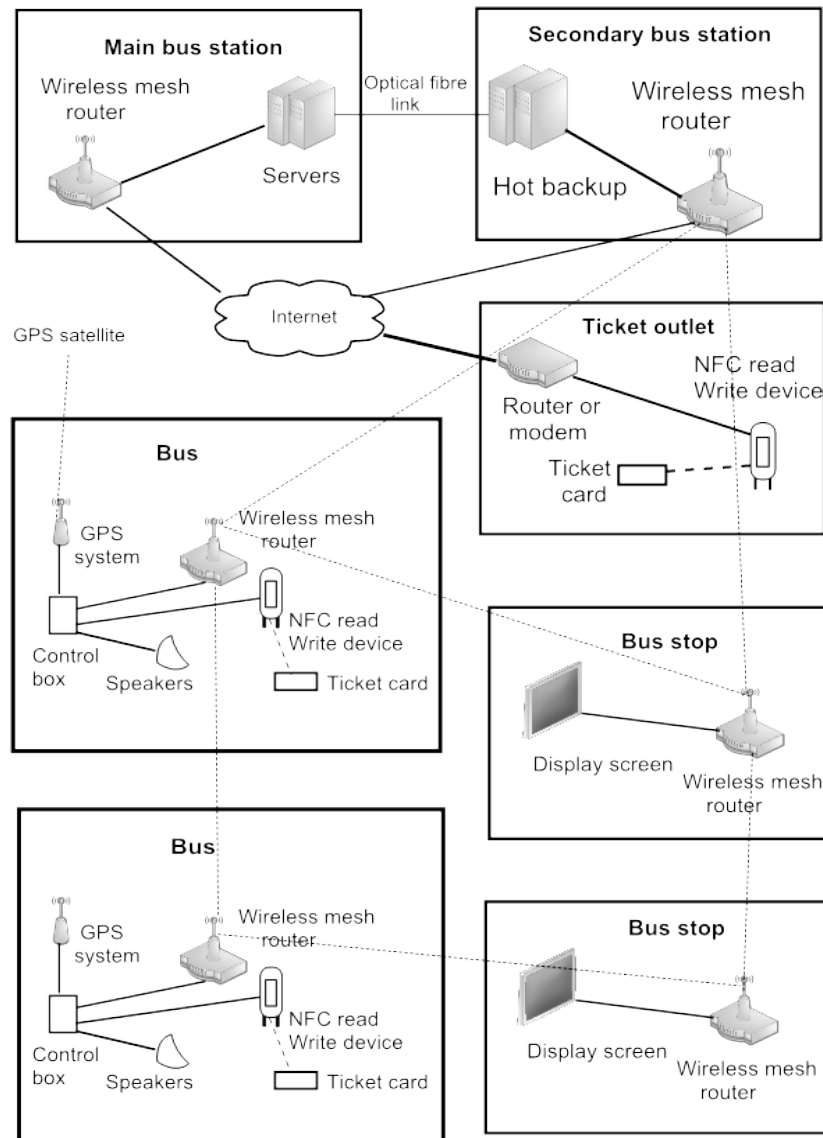 Main bus station
Wireless mesh
router
Servers
Optical fibre
link
Secondary bus station
Wireless mesh
router
Hot backup
Internet
GPS satellite
Ticket outlet
NFC read
Write device
Router or
modem
Ticket
card
Bus
GPS
system
Wireless mesh
router
NFC read
Write device
Control
box
Speakers
Ticket card
Bus stop
Display screen
Wireless mesh
router
Bus
GPS
system
Wireless mesh
router
NFC read
Write device
Control
box
Speakers
Ticket card
Bus stop
Display screen
Wireless mesh
router